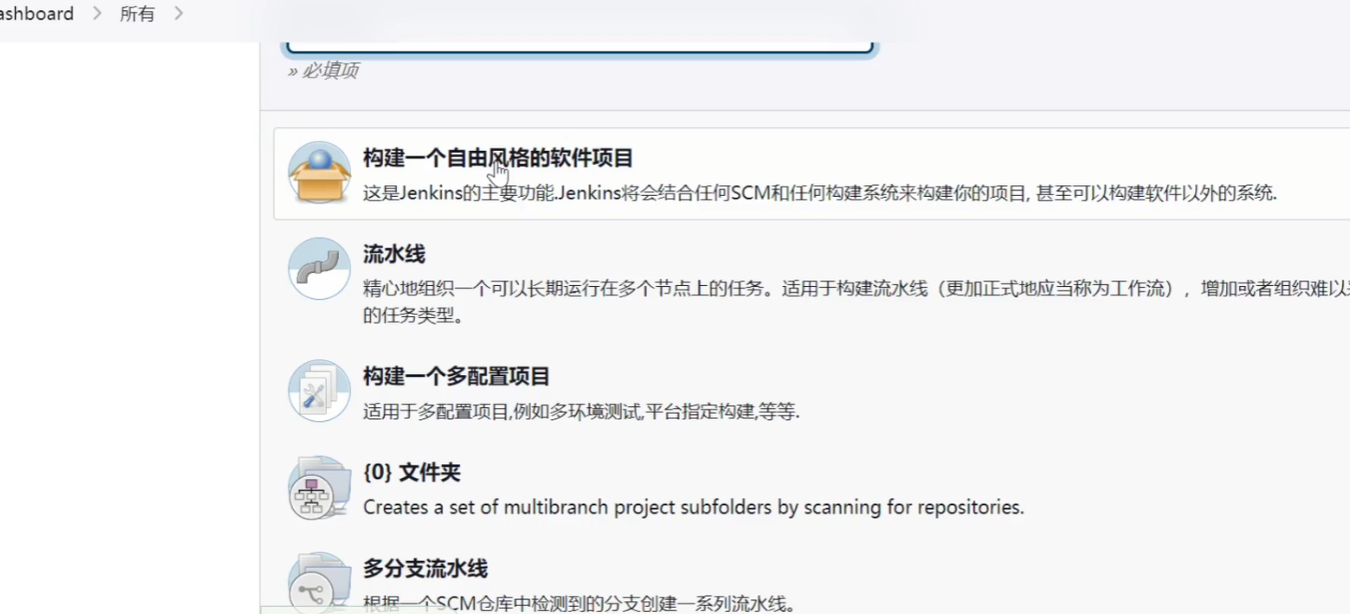 ashboard > 所有 >
» 必填项
构建一个自由风格的软件项目
这是Jenkins的主要功能.Jenkins将会结合任何SCM和任何构建系统来构建你的项目, 甚至可以构建软件以外的系统.
流水线
精心地组织一个可以长期运行在多个节点上的任务。适用于构建流水线（更加正式地应当称为工作流），增加或者组织难以
的任务类型。
构建一个多配置项目
适用于多配置项目,例如多环境测试,平台指定构建,等等.
{0} 文件夹
Creates a set of multibranch project subfolders by scanning for repositories.
多分支流水线
根据一个SCM仓库中检测到的分支创建一系列流水线。